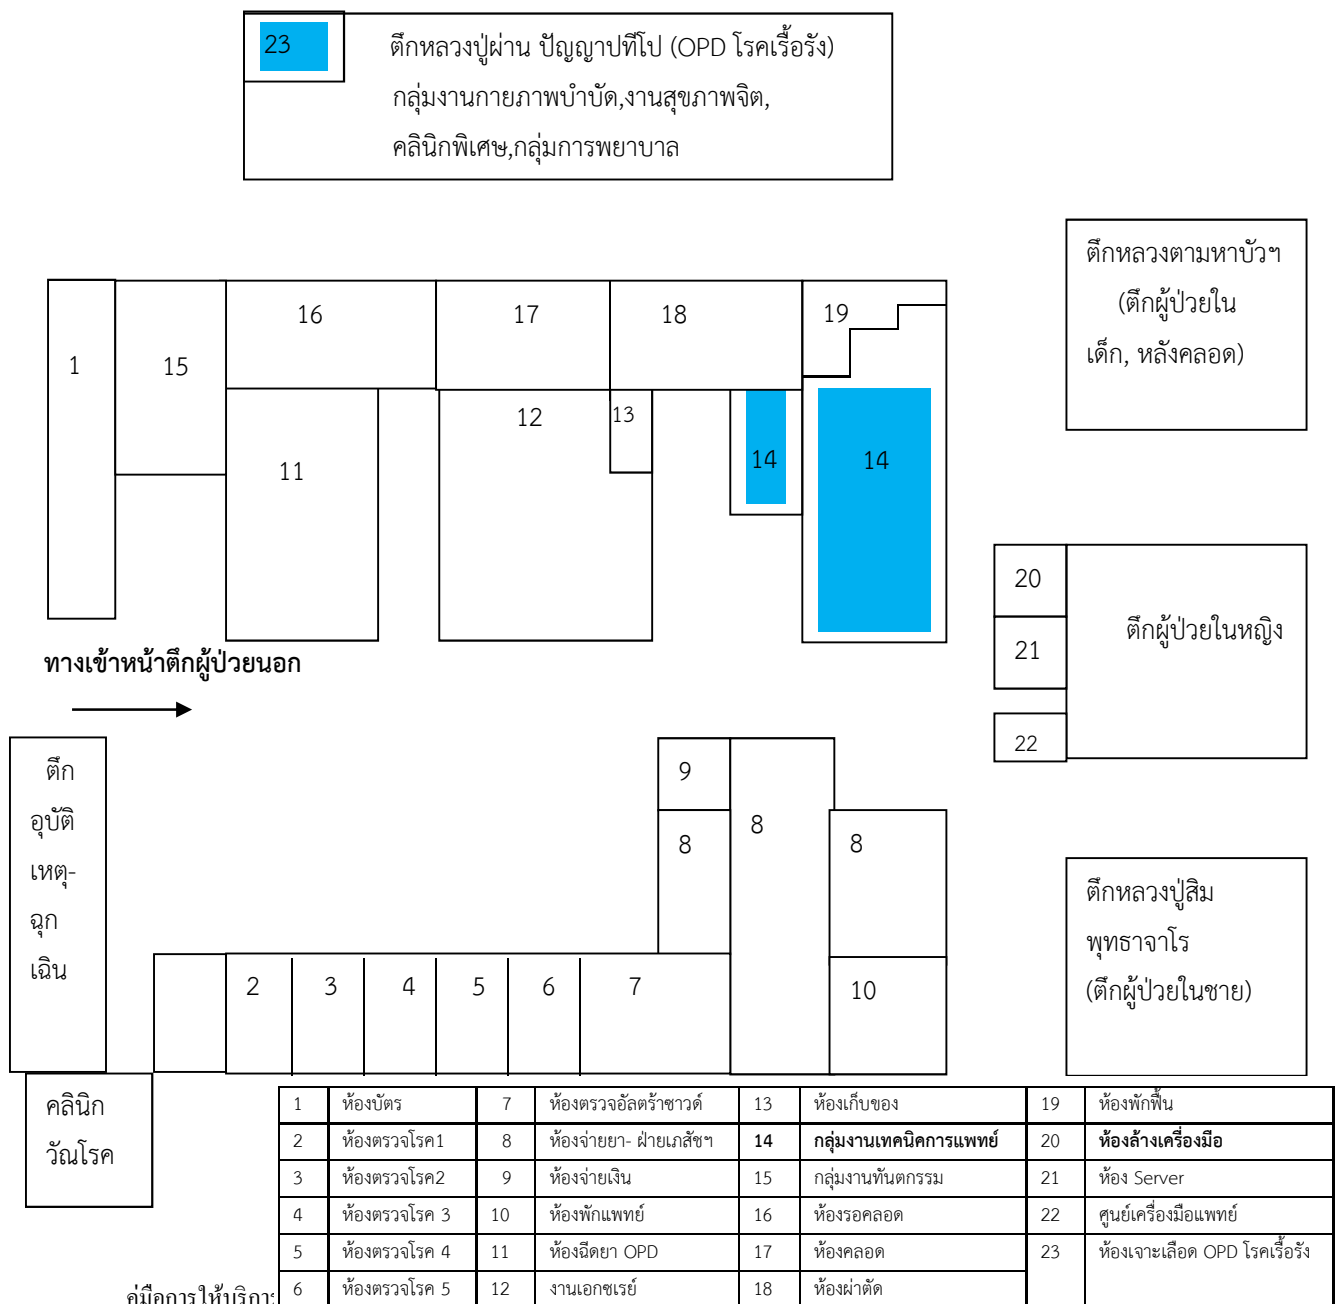 23 ตึกหลวงปู่ผ่าน ปัญญาปทีโป (OPD โรคเรื้อรัง)
กลุ่มงานกายภาพบำบัด,งานสุขภาพจิต,
คลินิกพิเศษ,กลุ่มการพยาบาล
ตึกหลวงตามหาบัวฯ
(ตึกผู้ป่วยใน
เด็ก, หลังคลอด)
16 17 18 19
1 15
12 13
11 14 14
20
ตึกผู้ป่วยในหญิง
21
22
ทางเข้าหน้าตึกผู้ป่วยนอก
ตึก
อุบัติ
เหตุ-
ฉุก
เฉิน
9
8 8 8
2 3 4 5 6 7 10
ตึกหลวงปู่สิม
พุทธาจาโร
(ตึกผู้ป่วยในชาย)
คลินิก
วัณโรค
1 ห้องบัตร 7 ห้องตรวจอัลตร้าซาวด์ 13 ห้องเก็บของ 19 ห้องพักฟื้น
2 ห้องตรวจโรค1 8 ห้องจ่ายยา- ฝ่ายเภสัชฯ 14 กลุ่มงานเทคนิคการแพทย์ 20 ห้องล้างเครื่องมือ
3 ห้องตรวจโรค2 9 ห้องจ่ายเงิน 15 กลุ่มงานทันตกรรม 21 ห้อง Server
4 ห้องตรวจโรค 3 10 ห้องพักแพทย์ 16 ห้องรอคลอด 22 ศูนย์เครื่องมือแพทย์
5 ห้องตรวจโรค 4 11 ห้องฉีดยา OPD 17 ห้องคลอด 23 ห้องเจาะเลือด OPD โรคเรื้อรัง
6 ห้องตรวจโรค 5 12 งานเอกซเรย์ 18 ห้องผ่าตัด
คู่มือการให้บริการ